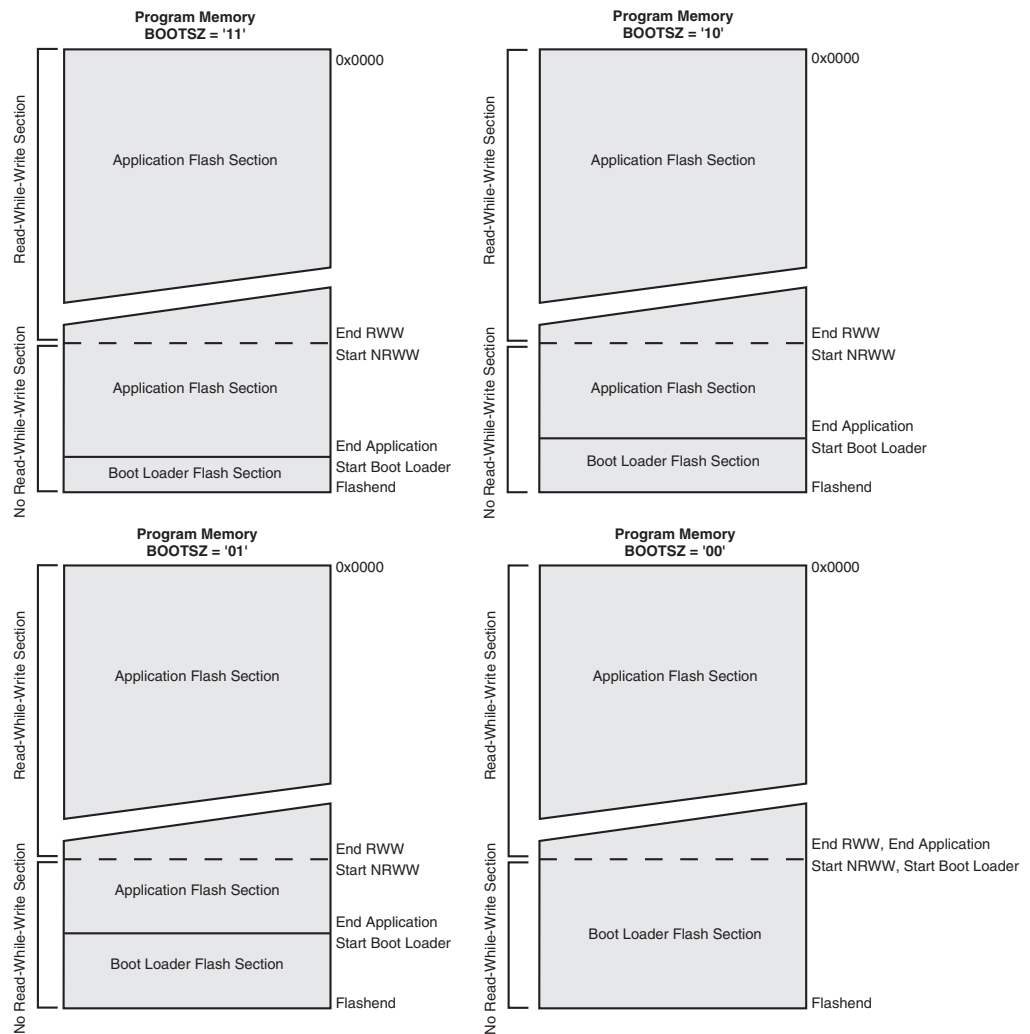 Program Memory
BOOTSZ = '11'
0x0000
Read-While-Write Section
Application Flash Section
End RWW
Start NRWW
No Read-While-Write Section
Application Flash Section
End Application
Start Boot Loader
Boot Loader Flash Section
Flashend
Program Memory
BOOTSZ = '10'
0x0000
Read-While-Write Section
Application Flash Section
End RWW
Start NRWW
No Read-While-Write Section
Application Flash Section
End Application
Start Boot Loader
Boot Loader Flash Section
Flashend
Program Memory
BOOTSZ = '01'
0x0000
Read-While-Write Section
Application Flash Section
End RWW
Start NRWW
No Read-While-Write Section
Application Flash Section
End Application
Start Boot Loader
Boot Loader Flash Section
Flashend
Program Memory
BOOTSZ = '00'
0x0000
Read-While-Write Section
Application Flash Section
End RWW, End Application
Start NRWW, Start Boot Loader
No Read-While-Write Section
Boot Loader Flash Section
Flashend